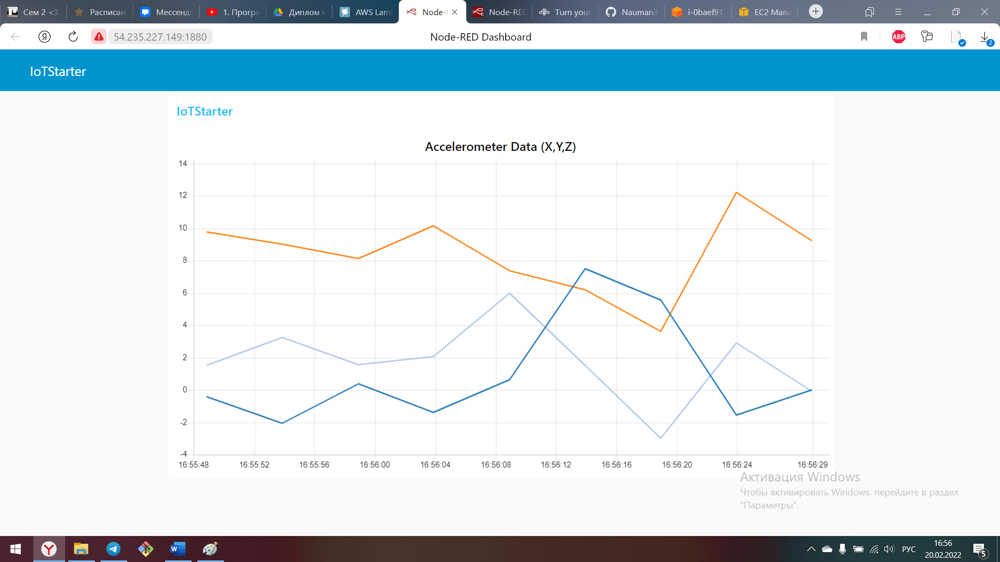 Сем 2 <3
Распис
Мессенд
1. Програ
Диплом
AWS Lam
Node-
Node-RED
Turn your
Nauman3
i-0baef91
EC2 Mana
Я
54.235.227.149:1880
Node-RED Dashboard
ABP
2
IoTStarter
IoTStarter
Accelerometer Data (X,Y,Z)
14
12
10
8
6
4
2
0
-2
-4
16:55:48 16:55:52 16:55:56 16:56:00 16:56:04 16:56:08 16:56:12 16:56:16 16:56:20 16:56:24 16:56:29
Активация Windows
Чтобы активировать Windows, перейдите в раздел
"Параметры".
W
РУС
16:56
20.02.2022
5